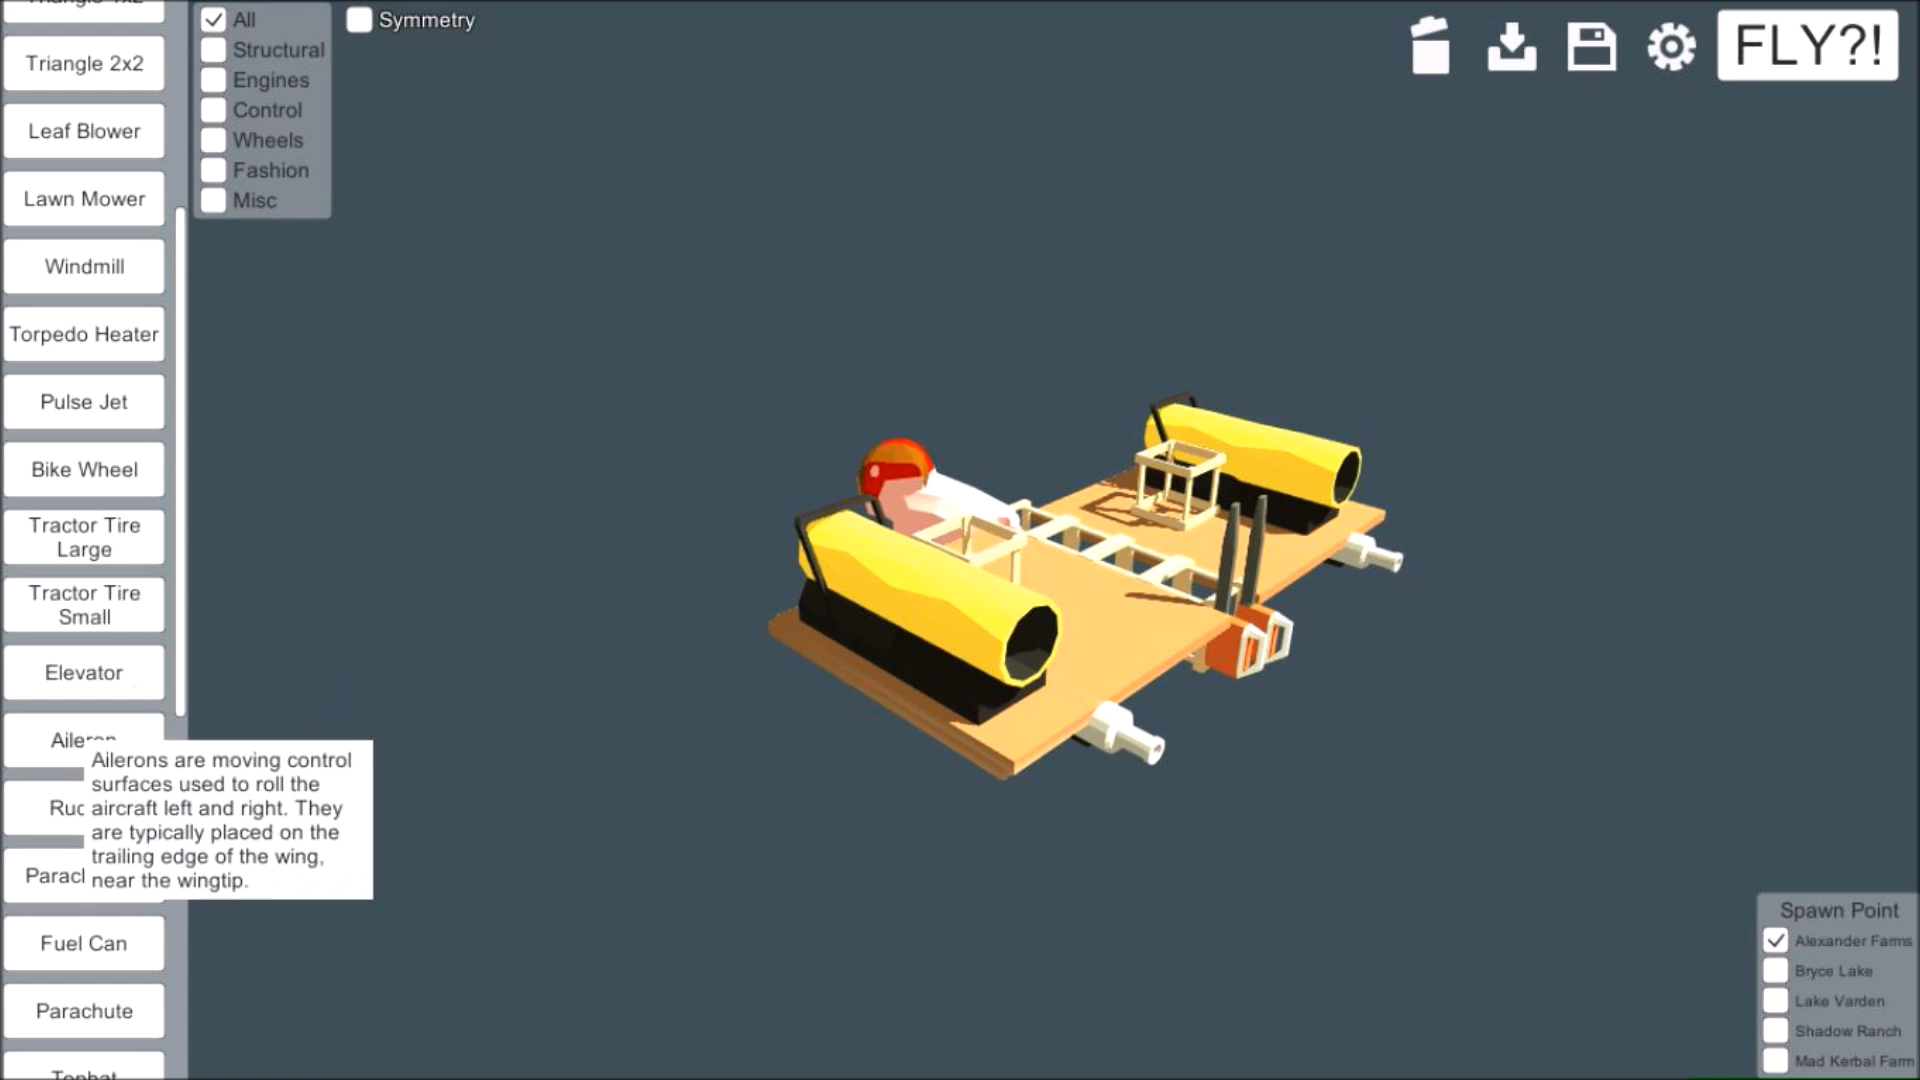 Triangle 2x2
Leaf Blower
Lawn Mower
Windmill
Torpedo Heater
Pulse Jet
Bike Wheel
Tractor Tire
Large
Tractor Tire
Small
Elevator
Aileron
Ailerons are moving control
surfaces used to roll the
aircraft left and right. They
are typically placed on the
trailing edge of the wing,
near the wingtip.
Fuel Can
Parachute
All
Structural
Engines
Control
Wheels
Fashion
Misc
Symmetry
FLY?!
Spawn Point
Alexander Farms
Bryce Lake
Lake Varden
Shadow Ranch
Mad Kerbal Farm